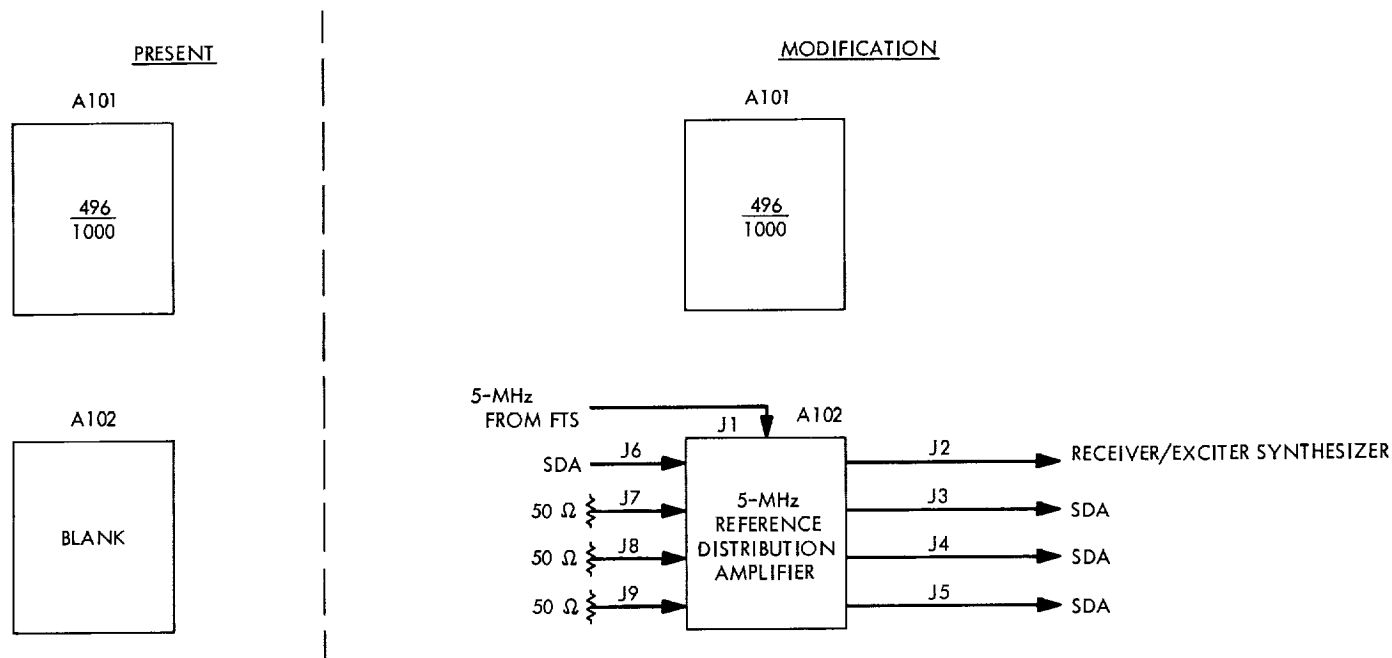 PRESENT
A101
496
1000
A102
BLANK
MODIFICATION
A101
496
1000
5-MHz
FROM FTS
J1
A102
SDA
J6
50 Ω
J7
50 Ω
J8
50 Ω
J9
5-MHz
REFERENCE
DISTRIBUTION
AMPLIFIER
J2
RECEIVER/EXCITER SYNTHESIZER
J3
SDA
J4
SDA
J5
SDA